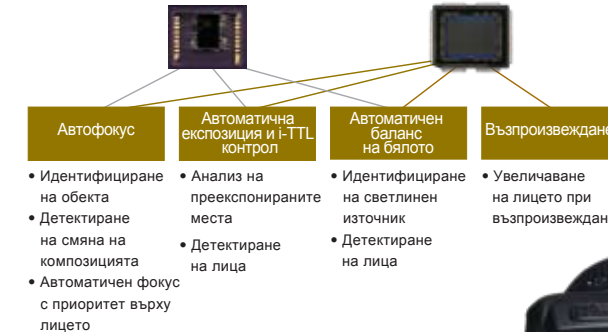 Автофокус
Автоматична
експозиция и i-TTL
контрол
Автоматичен
баланс
на бялото
Възпроизвеждане
• Идентифициране
на обекта
• Детектиране
на смяна на
композицията
• Автоматичен фокус
с приоритет върху
лицето
• Анализ на
преекспонираните
места
• Детектиране
на лица
• Идентифициране
на светлинен
източник
• Детектиране
на лица
• Увеличаване
на лицето при
възпроизвеждан